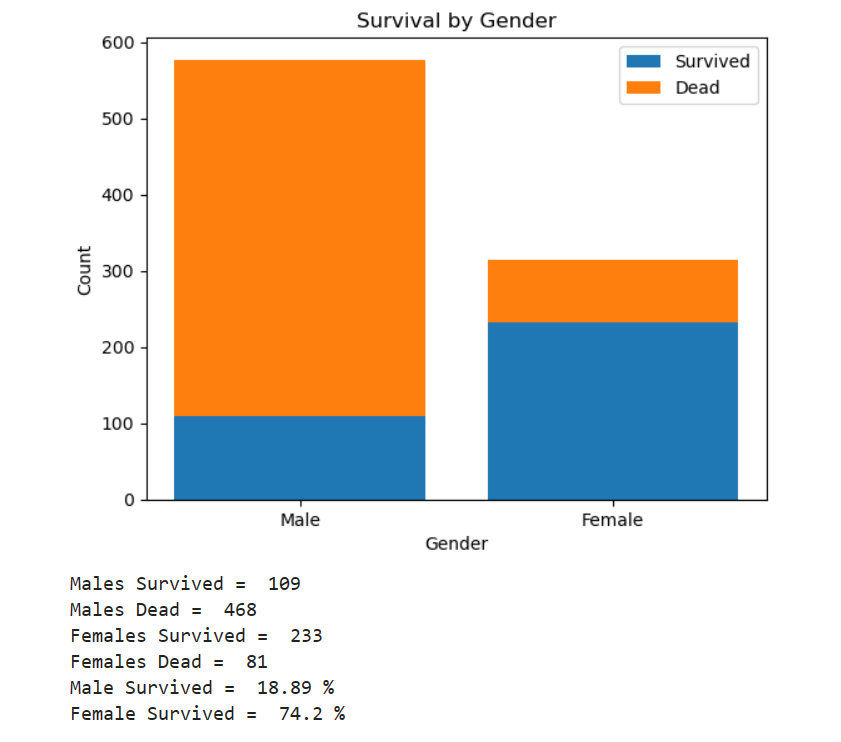 Survival by Gender
600
500
400
300
200
100
0
Count
Survived
Dead
Male Female
Gender
Males Survived =  109
Males Dead =  468
Females Survived =  233
Females Dead =  81
Male Survived =  18.89 %
Female Survived =  74.2 %